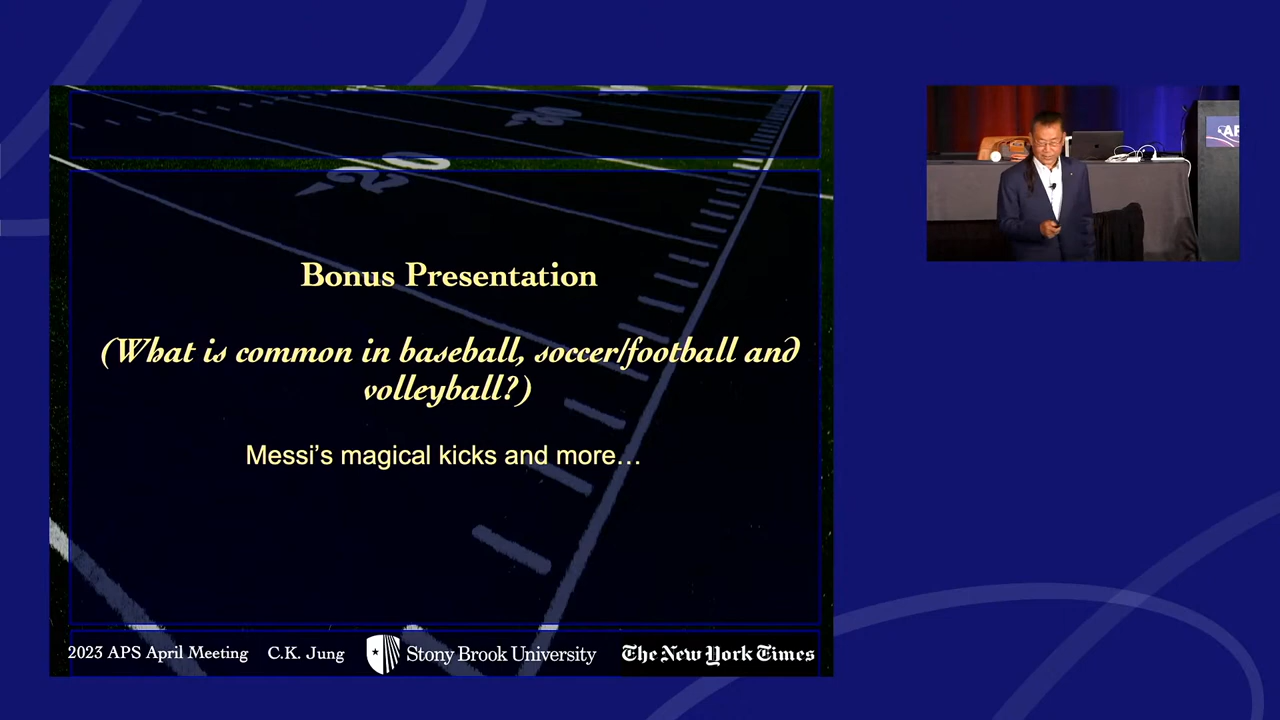 Bonus Presentation
(What is common in baseball, soccer/football and
volleyball?)
Messi's magical kicks and more…
2023 APS April Meeting C.K. Jung Stony Brook University The New York Times